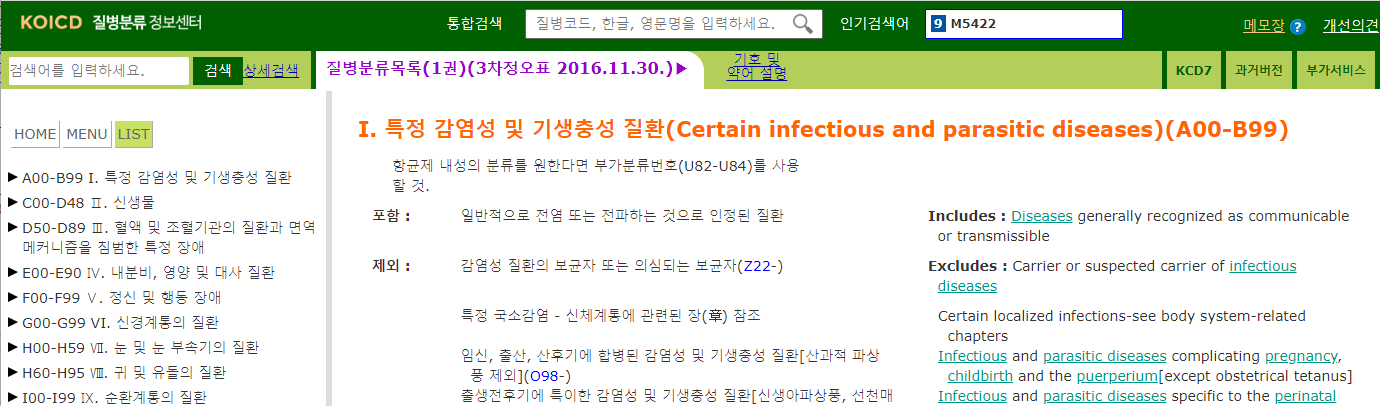 KOICD 질병분류 정보센터
통합검색
질병코드, 한글, 영문명을 입력하세요.
인기검색어
9 M5422
메모장 ?
개선의견
검색어를 입력하세요.
검색
상세검색
질병분류목록(1권)(3차정오표 2016.11.30.)▶
기호 및
약어 설명
KCD7
과거버전
부가서비스
HOME MENU LIST
▶ A00-B99 I. 특정 감염성 및 기생충성 질환
▶ C00-D48 Ⅱ. 신생물
▶ D50-D89 Ⅲ. 혈액 및 조혈기관의 질환과 면역
메커니즘을 침범한 특정 장애
▶ E00-E90 Ⅳ. 내분비, 영양 및 대사 질환
▶ F00-F99 Ⅴ. 정신 및 행동 장애
▶ G00-G99 Ⅵ. 신경계통의 질환
▶ H00-H59 Ⅶ. 눈 및 눈 부속기의 질환
▶ H60-H95 Ⅷ. 귀 및 유돌의 질환
▶ I00-I99 Ⅸ. 순환계통의 질환
I. 특정 감염성 및 기생충성 질환(Certain infectious and parasitic diseases)(A00-B99)
항균제 내성의 분류를 원한다면 부가분류번호(U82-U84)를 사용
할 것.
포함 :
일반적으로 전염 또는 전파하는 것으로 인정된 질환
제외 :
감염성 질환의 보균자 또는 의심되는 보균자(Z22-)
특정 국소감염 - 신체계통에 관련된 장(章) 참조
임신, 출산, 산후기에 합병된 감염성 및 기생충성 질환[산과적 파상
풍 제외](O98-)
출생전후기에 특이한 감염성 및 기생충성 질환[신생아파상풍, 선천매
Includes : Diseases generally recognized as communicable
or transmissible
Excludes : Carrier or suspected carrier of infectious
diseases
Certain localized infections-see body system-related
chapters
Infectious and parasitic diseases complicating pregnancy,
childbirth and the puerperium[except obstetrical tetanus]
Infectious and parasitic diseases specific to the perinatal